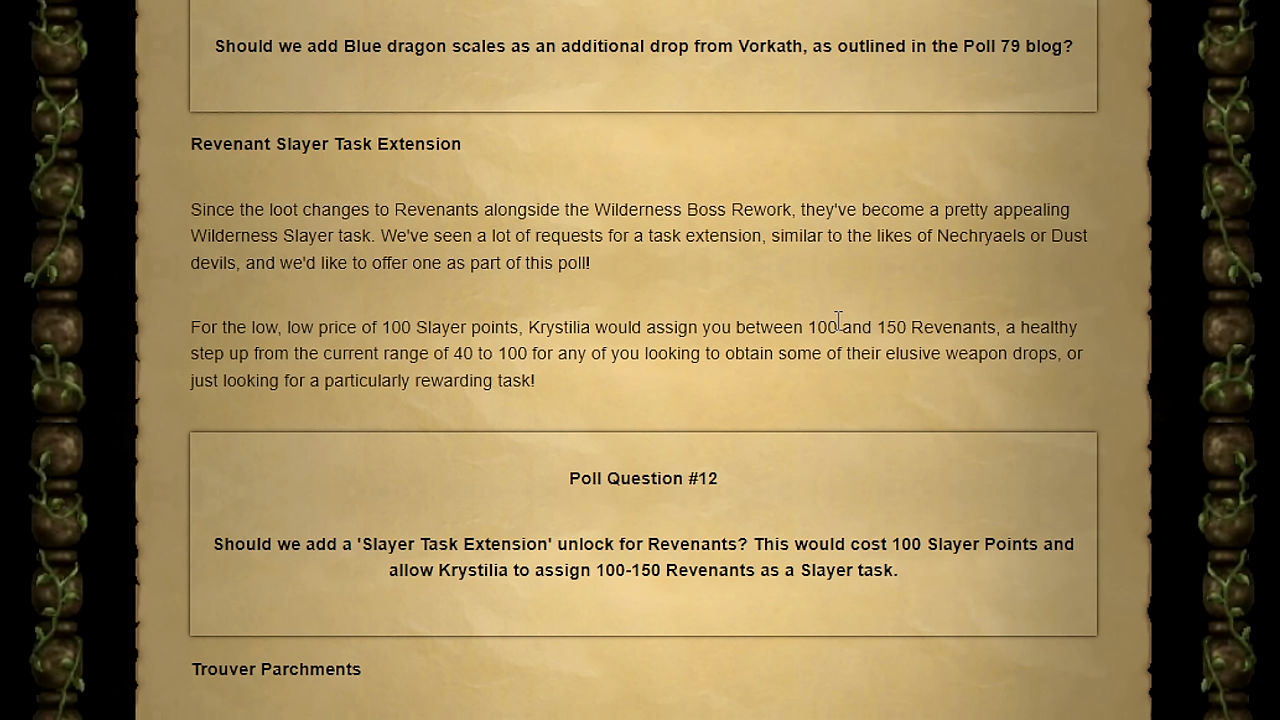 Should we add Blue dragon scales as an additional drop from Vorkath, as outlined in the Poll 79 blog?
Revenant Slayer Task Extension
Since the loot changes to Revenants alongside the Wilderness Boss Rework, they've become a pretty appealing
Wilderness Slayer task. We've seen a lot of requests for a task extension, similar to the likes of Nechryaels or Dust
devils, and we'd like to offer one as part of this poll!
For the low, low price of 100 Slayer points, Krystilia would assign you between 100 and 150 Revenants, a healthy
step up from the current range of 40 to 100 for any of you looking to obtain some of their elusive weapon drops, or
just looking for a particularly rewarding task!
Poll Question #12
Should we add a 'Slayer Task Extension' unlock for Revenants? This would cost 100 Slayer Points and
allow Krystilia to assign 100-150 Revenants as a Slayer task.
Trouver Parchments